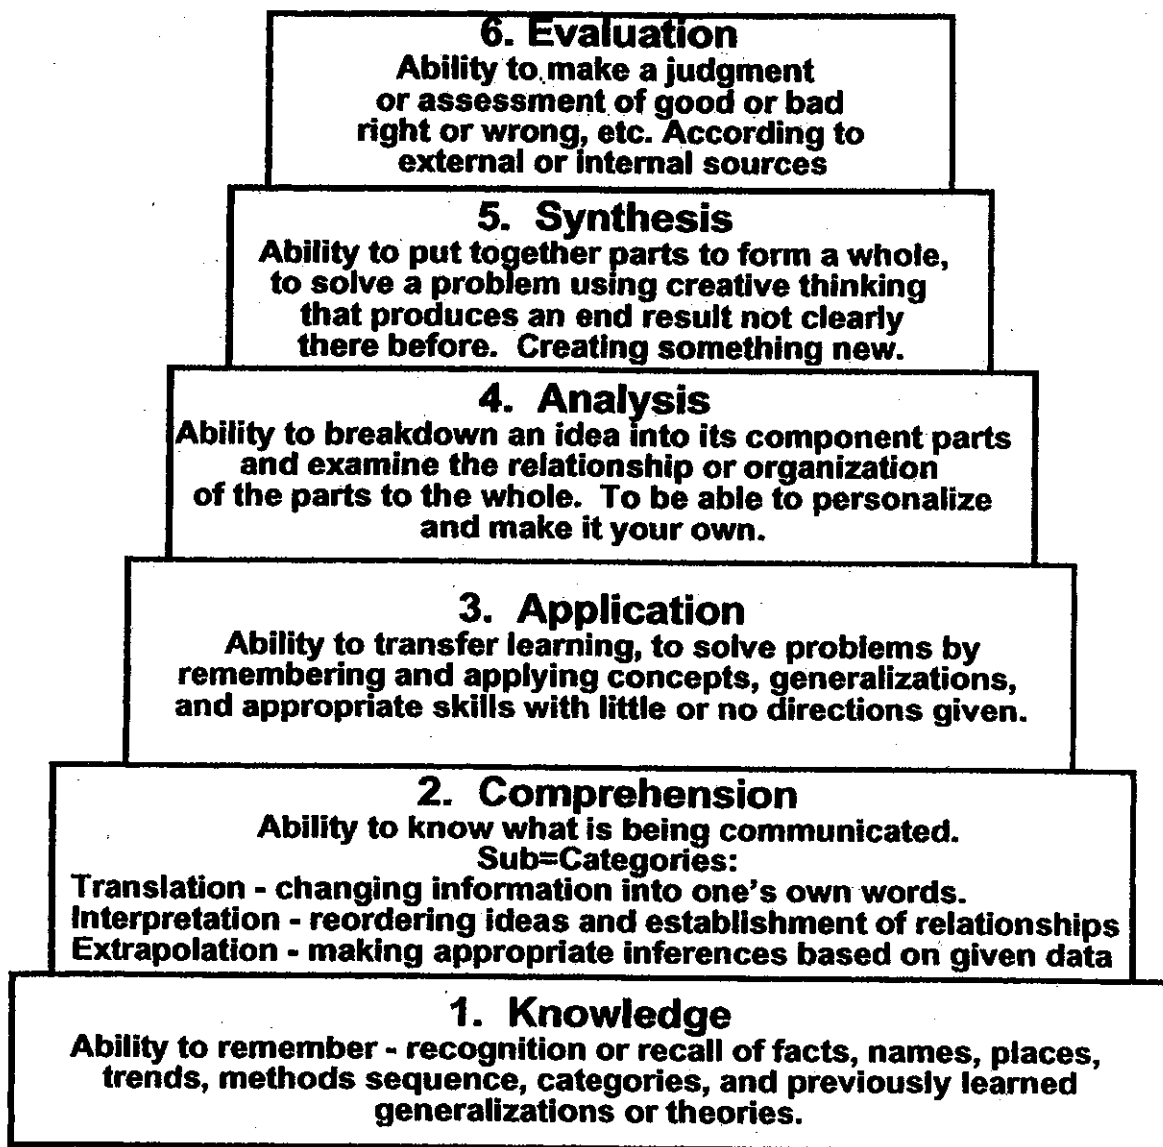 6. Evaluation
Ability to make a judgment
or assessment of good or bad
right or wrong, etc. According to
external or internal sources
5. Synthesis
Ability to put together parts to form a whole,
to solve a problem using creative thinking
that produces an end result not clearly
there before. Creating something new.
4. Analysis
Ability to breakdown an idea into its component parts
and examine the relationship or organization
of the parts to the whole. To be able to personalize
and make it your own.
3. Application
Ability to transfer learning, to solve problems by
remembering and applying concepts, generalizations,
and appropriate skills with little or no directions given.
2. Comprehension
Ability to know what is being communicated.
Sub=Categories:
Translation - changing information into one's own words.
Interpretation - reordering ideas and establishment of relationships
Extrapolation - making appropriate inferences based on given data
1. Knowledge
Ability to remember - recognition or recall of facts, names, places,
trends, methods sequence, categories, and previously learned
generalizations or theories.